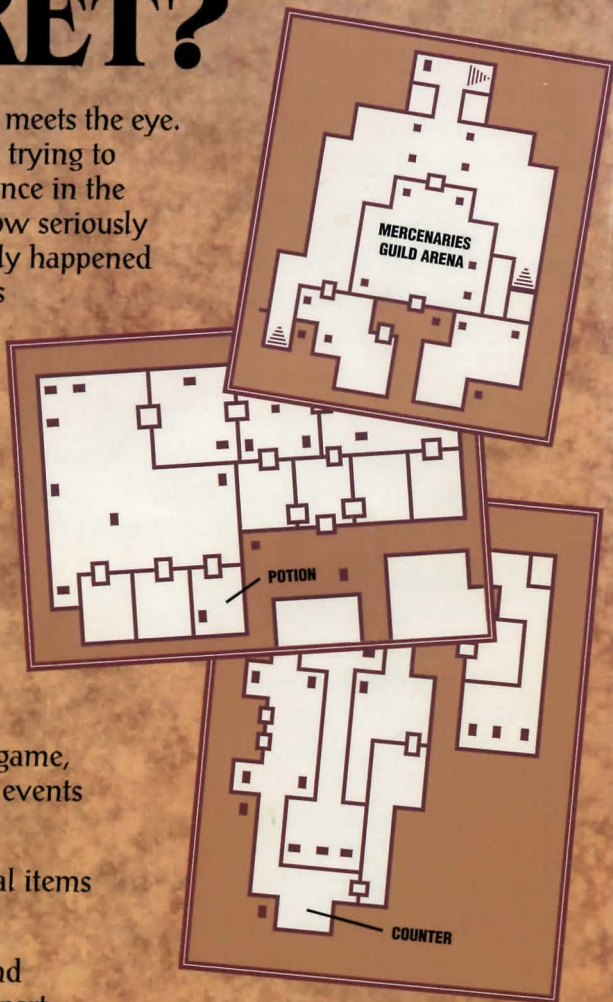 RET?
meets the eye.
trying to
nce in the
ow seriously
ly happened
s
MERCENARIES
GUILD ARENA
POTION
game,
events
al items
COUNTER
nd